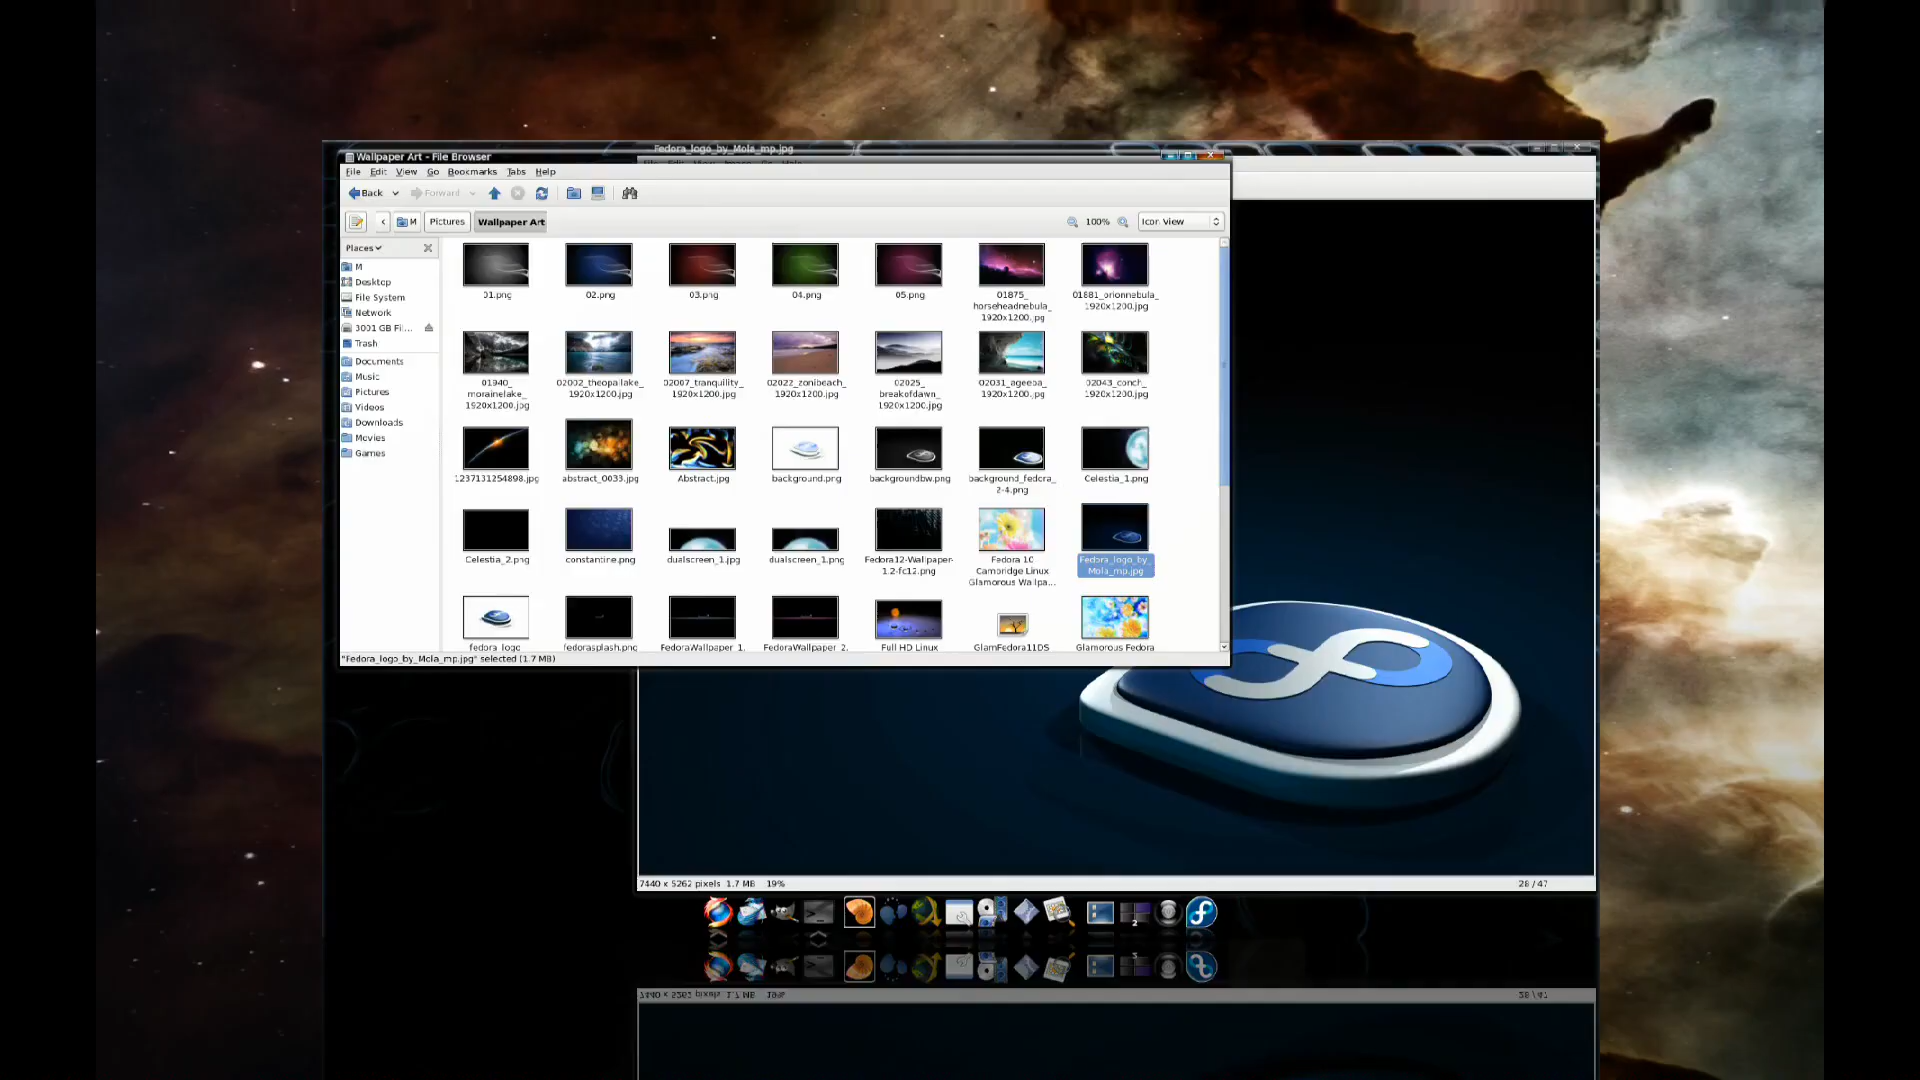 Fedora_logo_by_Mola_mp.jpg
Wallpaper Art - File Browser
File Edit View Go Bookmarks Tabs Help
Back Forward
M Pictures Wallpaper Art 100% Icon View
Places
M
Desktop
File System
Network
3001 GB Fil...
Trash
Documents
Music
Pictures
Videos
Downloads
Movies
Games
01.png 02.png 03.png 04.png 05.png 01875_ 01881_orionnebula_
horseheadnebula_ 1920x1200.jpg
1920x1200.jpg
01940_ 02002_theopallake_ 02007_tranquility_ 02022_zonibeach_ 02025_ 02031_ageeba_ 02043_conch_
morainelake_ 1920x1200.jpg 1920x1200.jpg 1920x1200.jpg breakofdawn_ 1920x1200.jpg 1920x1200.jpg
1920x1200.jpg 1920x1200.jpg
1237131254898.jpg abstract_0033.jpg Abstract.jpg background.png backgroundbw.png background_fedora_ Celestia_1.png
2-4.png
Celestia_2.png constantine.png dualscreen_1.jpg dualscreen_1.png Fedora12-Wallpaper- Fedora 10 Fedora_logo_by_
1.2-fc12.png Cambridge Linux Mola_mp.jpg
Glamorous Wallpa...
fedora_logo fedorasplash.png FedoraWallpaper_1. FedoraWallpaper_2. Full HD Linux GlamFedora11DS Glamorous Fedora
"Fedora_logo_by_Mola_mp.jpg" selected (1.7 MB)
7440 x 5262 pixels 1.7 MB 19% 28 / 47
2